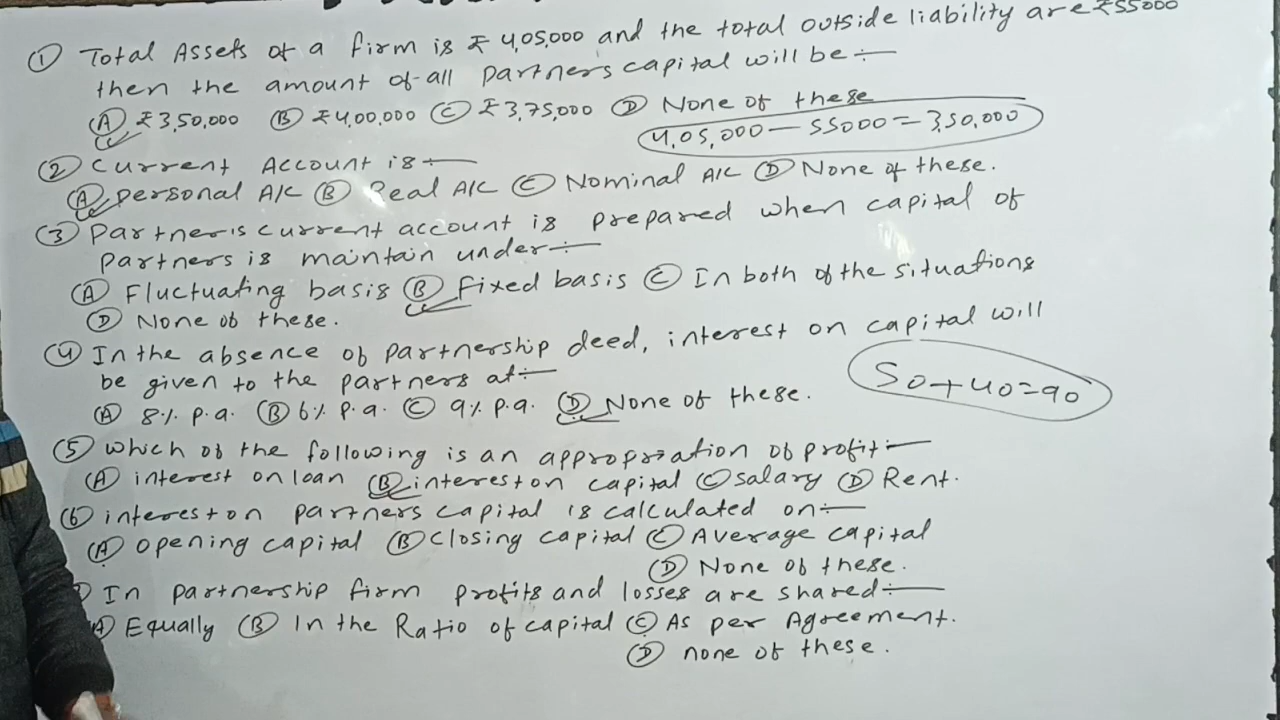 ① Total Assets of a firm is ₹ 4,05,000 and the total outside liability are ₹55000
then the amount of all partners capital will be :-
Ⓐ ₹3,50,000 Ⓑ ₹4,00,000 Ⓒ ₹3,75,000 Ⓓ None of these
4,05,000 - 55000 = 3,50,000
② Current Account is :-
Ⓐ personal A/c Ⓑ Real A/c Ⓒ Nominal A/c Ⓓ None of these.
③ Partner's current account is prepared when capital of
partners is maintain under :-
Ⓐ Fluctuating basis Ⓑ Fixed basis Ⓒ In both of the situations
Ⓓ None of these.
④ In the absence of partnership deed, interest on capital will
be given to the partners at :-
50+40=90
Ⓐ 8% p.a. Ⓑ 6% p.a. Ⓒ 9% p.a. Ⓓ None of these.
⑤ which of the following is an appropriation of profit :-
Ⓐ interest on loan Ⓑ interest on capital Ⓒ salary Ⓓ Rent.
⑥ interest on partners capital is calculated on :-
Ⓐ opening capital Ⓑ closing capital Ⓒ Average capital
Ⓓ None of these.
In partnership firm profits and losses are shared :-
Ⓐ Equally Ⓑ In the Ratio of capital Ⓒ As per Agreement.
Ⓓ none of these.